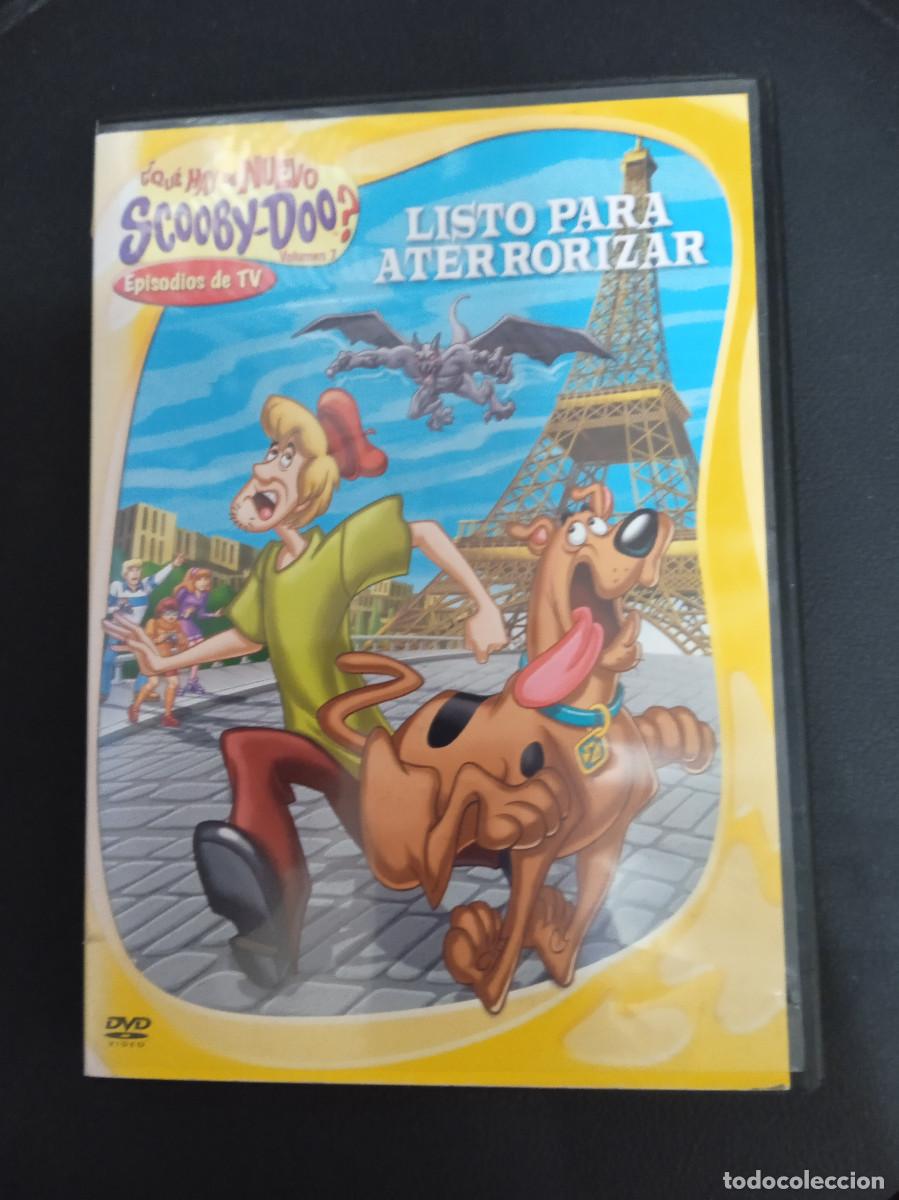 ¿QUÉ HAY DE NUEVO
SCOOBY-DOO?
Volumen 7
Episodios de TV
LISTO PARA
ATERRORIZAR
DVD
VIDEO
todocoleccion